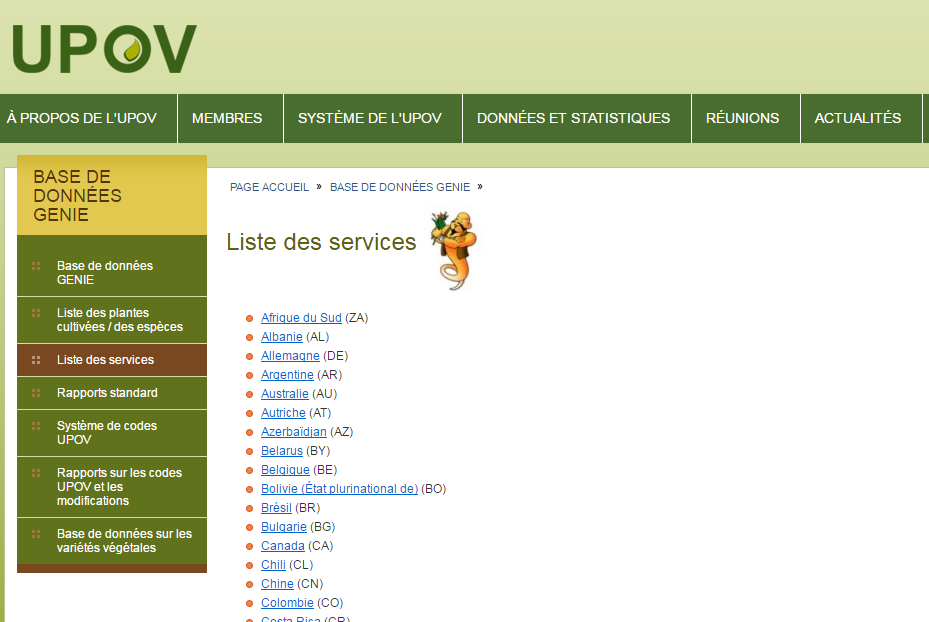 UPOV
À PROPOS DE L'UPOV
MEMBRES
SYSTÈME DE L'UPOV
DONNÉES ET STATISTIQUES
RÉUNIONS
ACTUALITÉS
BASE DE
DONNÉES
GENIE
Base de données
GENIE
Liste des plantes
cultivées / des espèces
Liste des services
Rapports standard
Système de codes
UPOV
Rapports sur les codes
UPOV et les
modifications
Base de données sur les
variétés végétales
PAGE ACCUEIL » BASE DE DONNÉES GENIE »
Liste des services
Afrique du Sud (ZA)
Albanie (AL)
Allemagne (DE)
Argentine (AR)
Australie (AU)
Autriche (AT)
Azerbaïdjan (AZ)
Belarus (BY)
Belgique (BE)
Bolivie (État plurinational de) (BO)
Brésil (BR)
Bulgarie (BG)
Canada (CA)
Chili (CL)
Chine (CN)
Colombie (CO)
Costa Rica (CR)